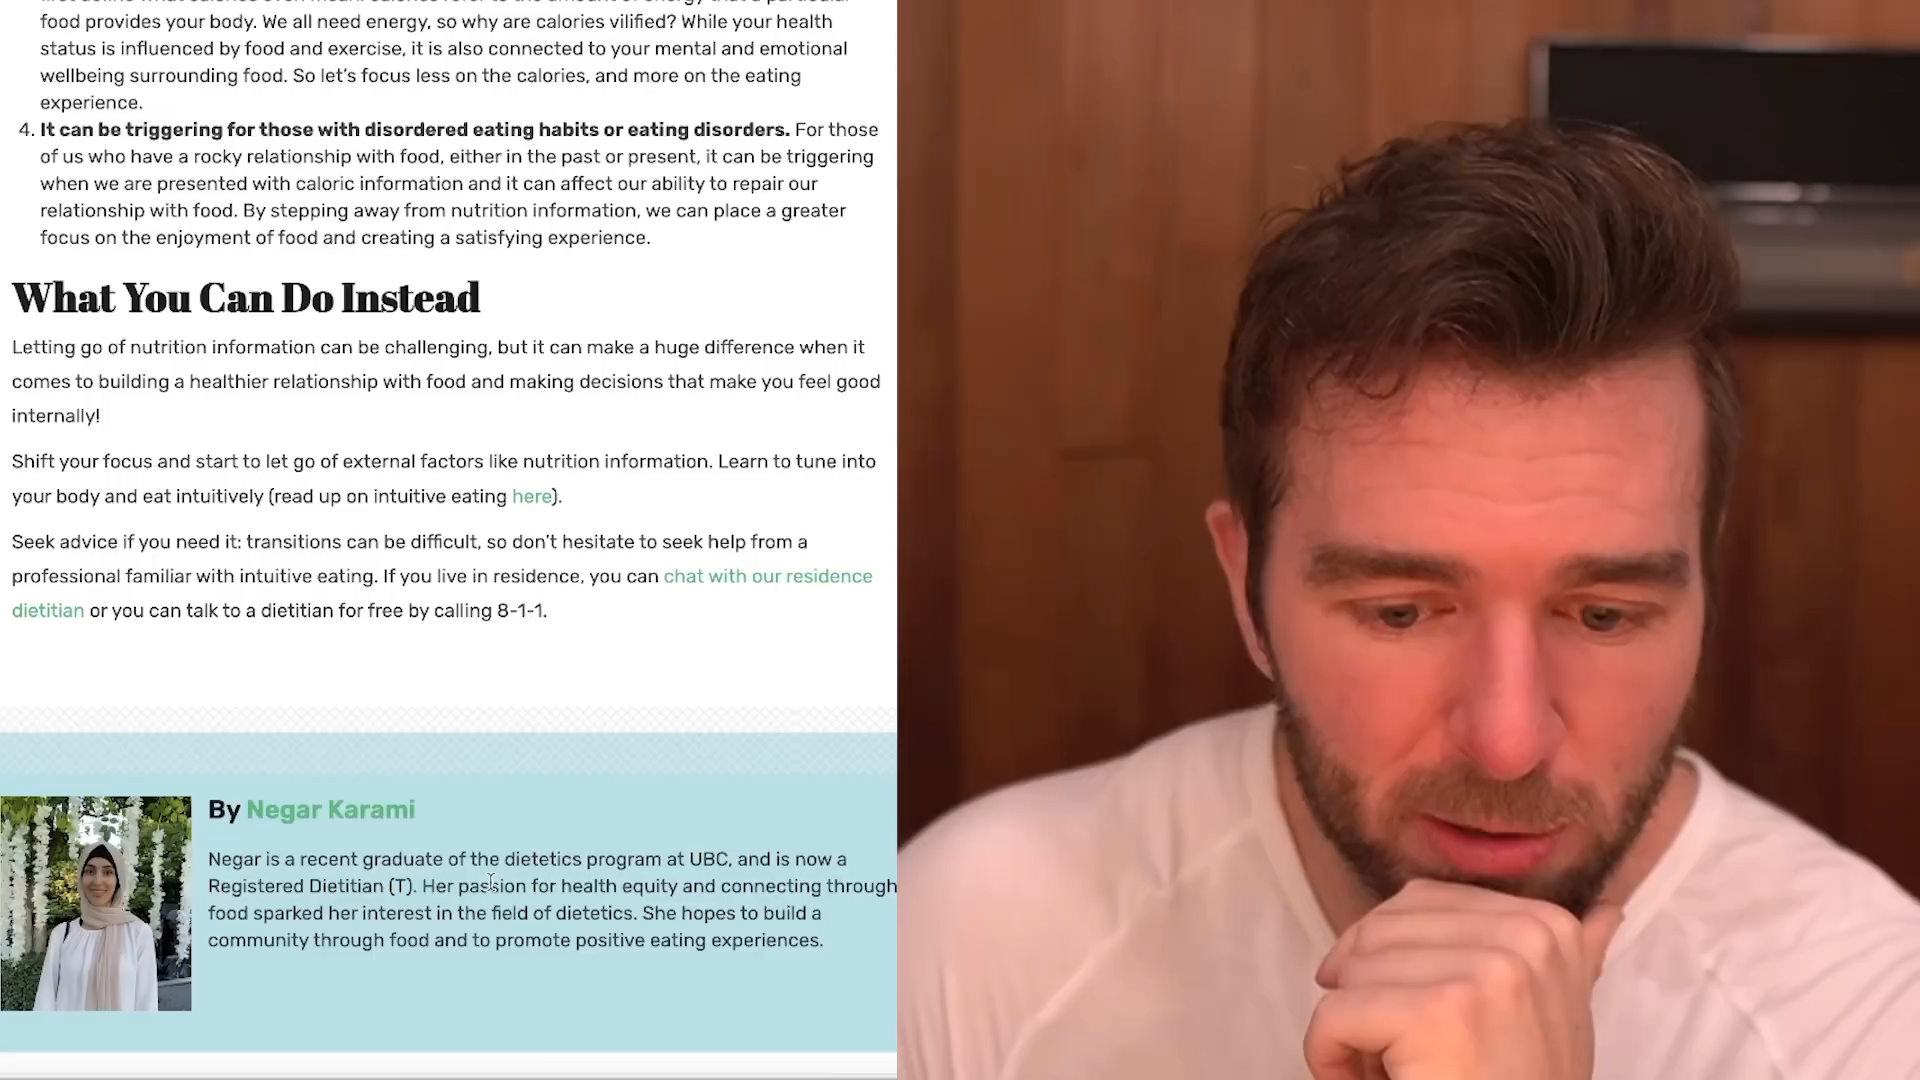 food provides your body. We all need energy, so why are calories vilified? While your health
status is influenced by food and exercise, it is also connected to your mental and emotional
wellbeing surrounding food. So let's focus less on the calories, and more on the eating
experience.
4. It can be triggering for those with disordered eating habits or eating disorders. For those
of us who have a rocky relationship with food, either in the past or present, it can be triggering
when we are presented with caloric information and it can affect our ability to repair our
relationship with food. By stepping away from nutrition information, we can place a greater
focus on the enjoyment of food and creating a satisfying experience.
What You Can Do Instead
Letting go of nutrition information can be challenging, but it can make a huge difference when it
comes to building a healthier relationship with food and making decisions that make you feel good
internally!
Shift your focus and start to let go of external factors like nutrition information. Learn to tune into
your body and eat intuitively (read up on intuitive eating here).
Seek advice if you need it: transitions can be difficult, so don't hesitate to seek help from a
professional familiar with intuitive eating. If you live in residence, you can chat with our residence
dietitian or you can talk to a dietitian for free by calling 8-1-1.
By Negar Karami
Negar is a recent graduate of the dietetics program at UBC, and is now a
Registered Dietitian (T). Her passion for health equity and connecting through
food sparked her interest in the field of dietetics. She hopes to build a
community through food and to promote positive eating experiences.